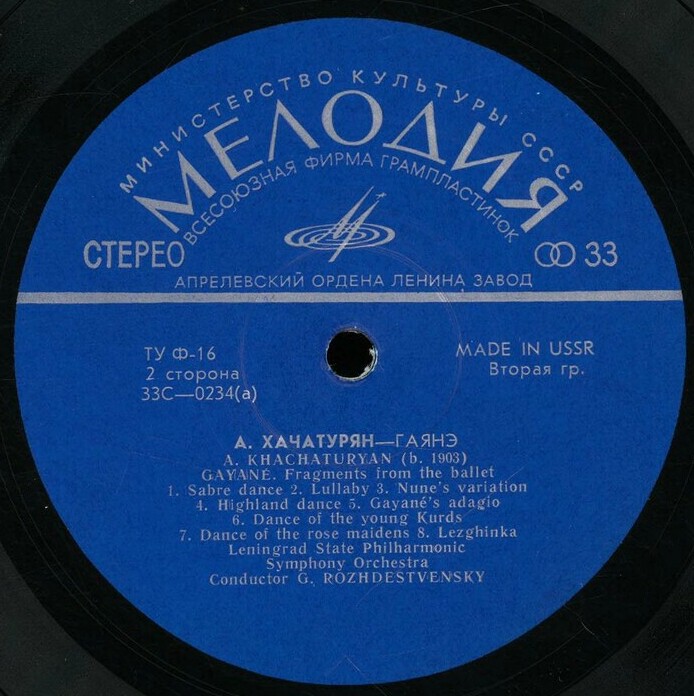 МИНИСТЕРСТВО КУЛЬТУРЫ СССР
МЕЛОДИЯ
ВСЕСОЮЗНАЯ ФИРМА ГРАМПЛАСТИНОК
СТЕРЕО
33
АПРЕЛЕВСКИЙ ОРДЕНА ЛЕНИНА ЗАВОД
ТУ Ф-16
2 сторона
33С—0234(а)
MADE IN USSR
Вторая гр.
А. ХАЧАТУРЯН—ГАЯНЭ
A. KHACHATURYAN (b. 1903)
GAYANÉ. Fragments from the ballet
1. Sabre dance 2. Lullaby 3. Nune's variation
4. Highland dance 5. Gayané's adagio
6. Dance of the young Kurds
7. Dance of the rose maidens 8. Lezghinka
Leningrad State Philharmonic
Symphony Orchestra
Conductor G. ROZHDESTVENSKY